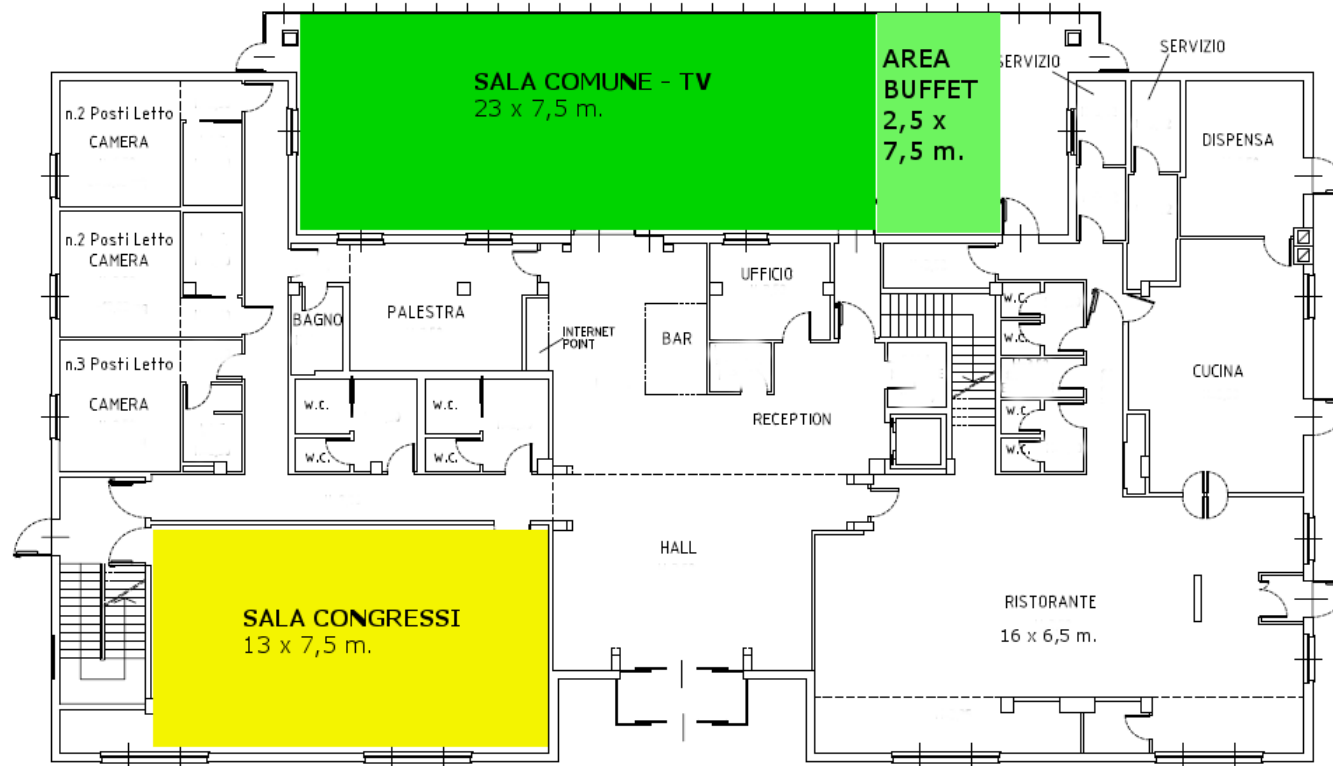 SALA COMUNE - TV
23 x 7,5 m.
AREA
BUFFET
2,5 x
7,5 m.
SERVIZIO
SERVIZIO
n.2 Posti Letto
CAMERA
DISPENSA
n.2 Posti Letto
CAMERA
UFFICIO
BAGNO
PALESTRA
INTERNET
POINT
BAR
W.C.
W.C.
n.3 Posti Letto
CAMERA
CUCINA
W.C.
W.C.
RECEPTION
W.C.
W.C.
W.C.
W.C.
HALL
SALA CONGRESSI
13 x 7,5 m.
RISTORANTE
16 x 6,5 m.